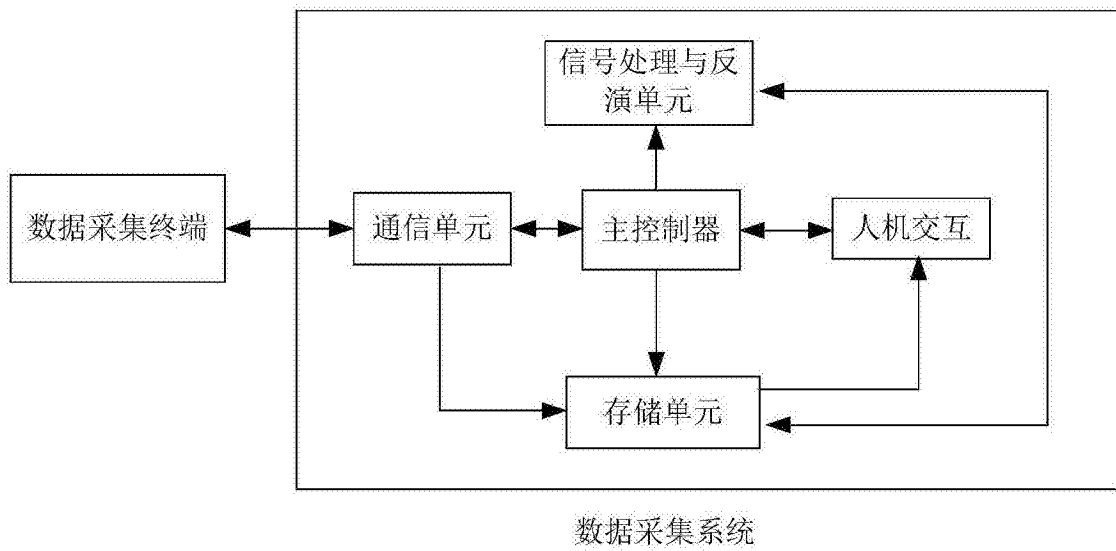 信号处理与反
演单元
数据采集终端
通信单元
主控制器
人机交互
存储单元
数据采集系统